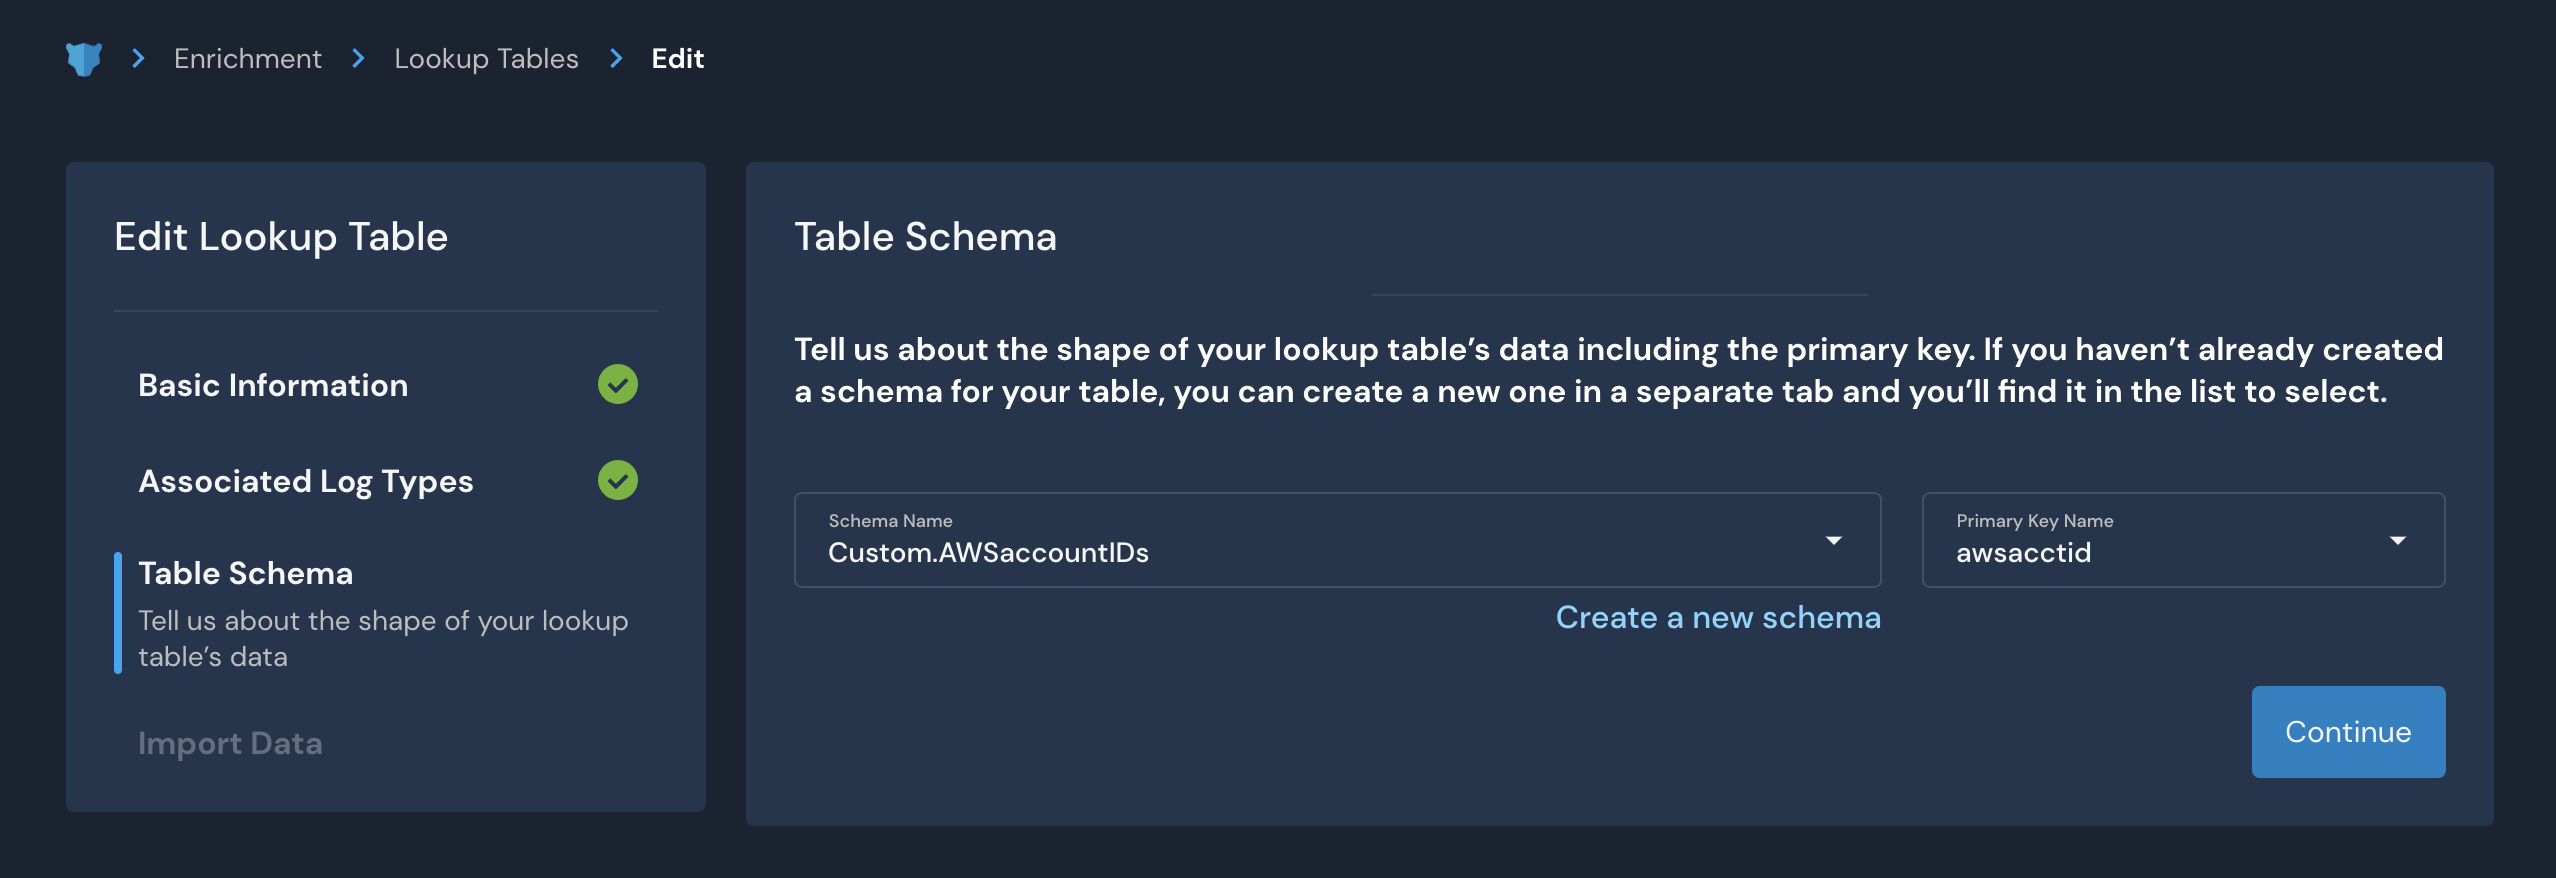 Enrichment
Lookup Tables
Edit
Edit Lookup Table
Basic Information
Associated Log Types
Table Schema
Tell us about the shape of your lookup
table’s data
Import Data
Table Schema
Tell us about the shape of your lookup table’s data including the primary key. If you haven’t already created
a schema for your table, you can create a new one in a separate tab and you’ll find it in the list to select.
Schema Name
Custom.AWSaccountIDs
Primary Key Name
awsacctid
Create a new schema
Continue